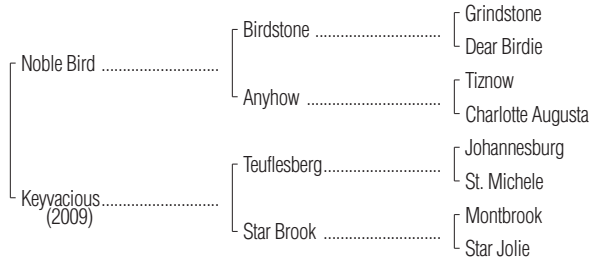 Grindstone
Birdstone ....................................
Dear Birdie
Noble Bird ..................................
Tiznow
Anyhow ......................................
Charlotte Augusta
Johannesburg
Teuflesberg..................................
St. Michele
Keyvacious..................................
(2009)
Montbrook
Star Brook ..................................
Star Jolie